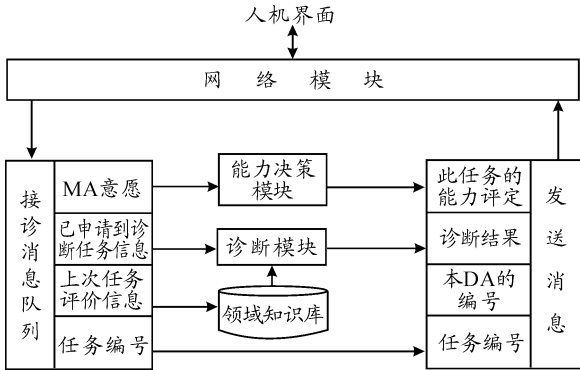 人机界面
网络模块
接诊消息队列
MA意愿
已申请到诊
断任务信息
上次任务
评价信息
任务编号
能力决策
模块
诊断模块
领域知识库
此任务的
能力评定
诊断结果
本DA的
编号
任务编号
发送消息